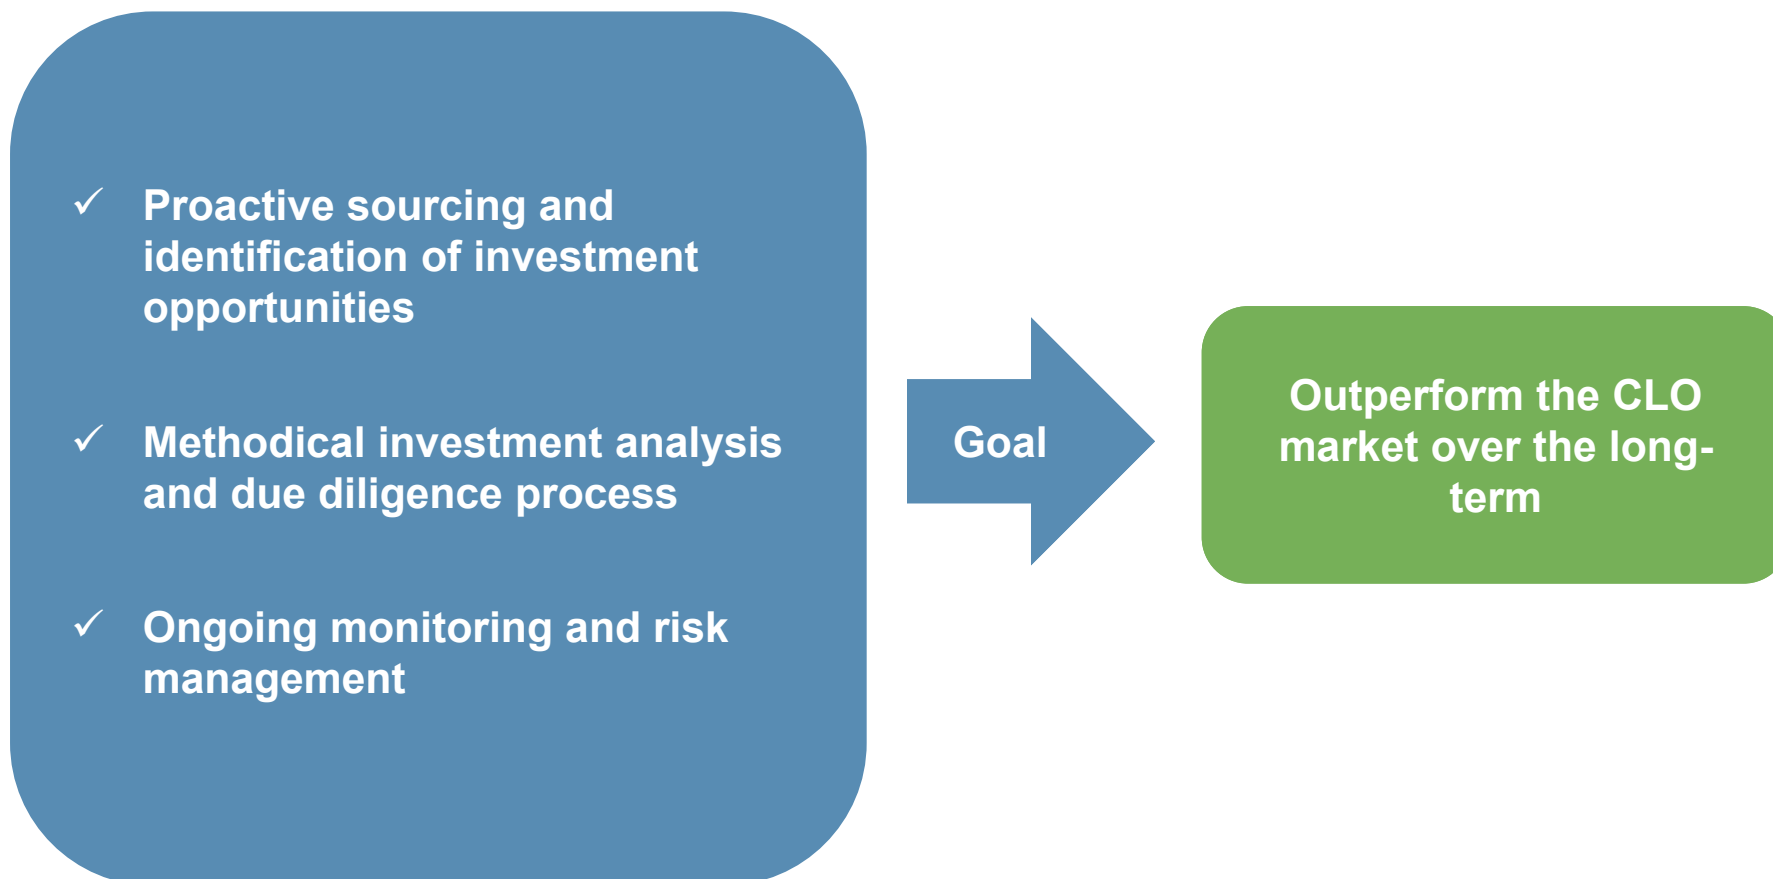 ✓ Proactive sourcing and
identification of investment
opportunities
✓ Methodical investment analysis
and due diligence process
✓ Ongoing monitoring and risk
management
Goal
Outperform the CLO
market over the long-
term